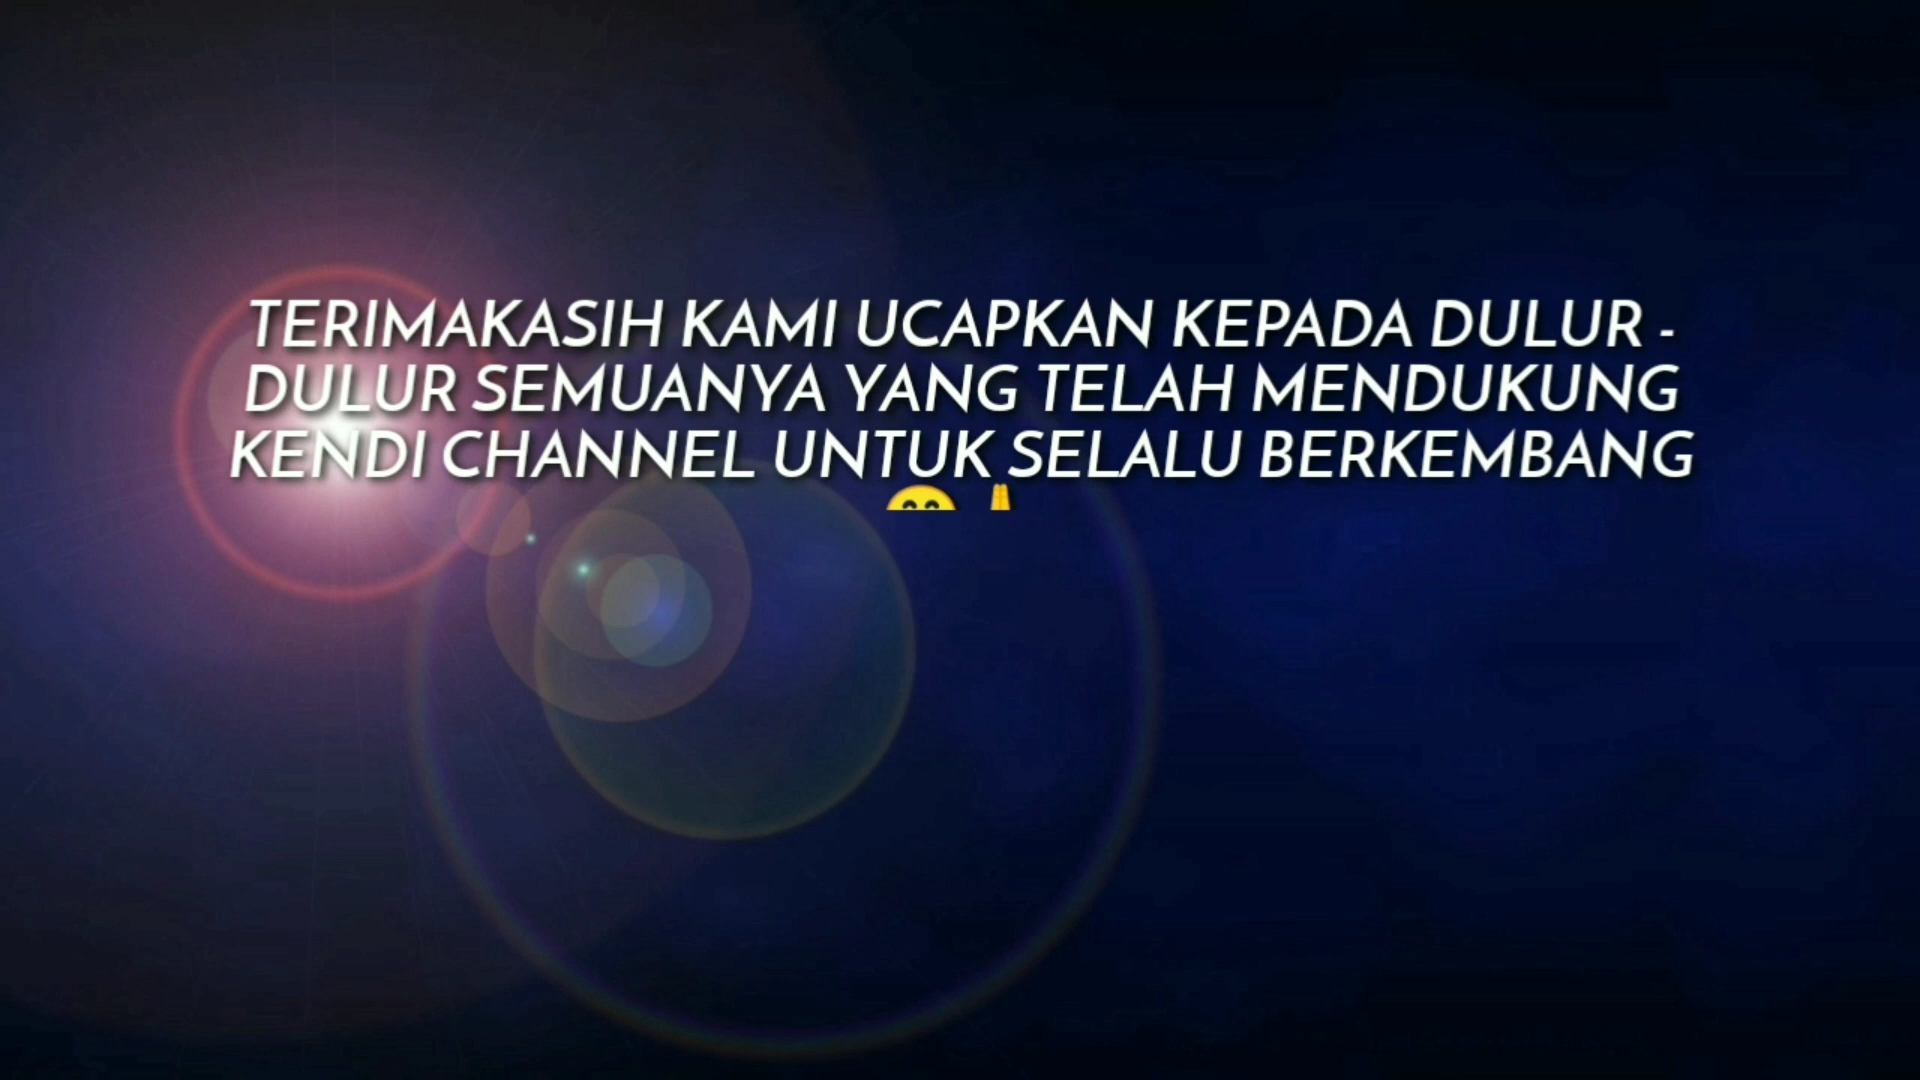 TERIMAKASIH KAMI UCAPKAN KEPADA DULUR -
DULUR SEMUANYA YANG TELAH MENDUKUNG
KENDI CHANNEL UNTUK SELALU BERKEMBANG